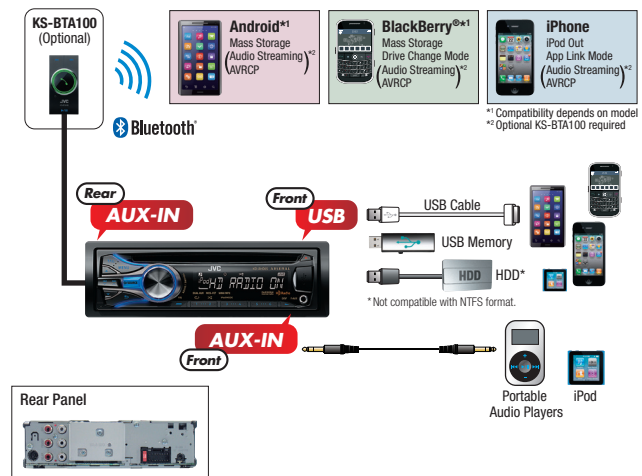 KS-BTA100
(Optional)
JVC
Bluetooth®
Android*1
Mass Storage
(Audio Streaming)*2
AVRCP
BlackBerry®*1
Mass Storage
Drive Change Mode
(Audio Streaming)*2
AVRCP
iPhone
iPod Out
App Link Mode
(Audio Streaming)*2
AVRCP
*1 Compatibility depends on model
*2 Optional KS-BTA100 required
Rear
AUX-IN
Front
USB
JVC
HD RADIO ON
USB Cable
USB Memory
HDD
HDD*
*Not compatible with NTFS format.
AUX-IN
Front
Portable
Audio Players
iPod
Rear Panel